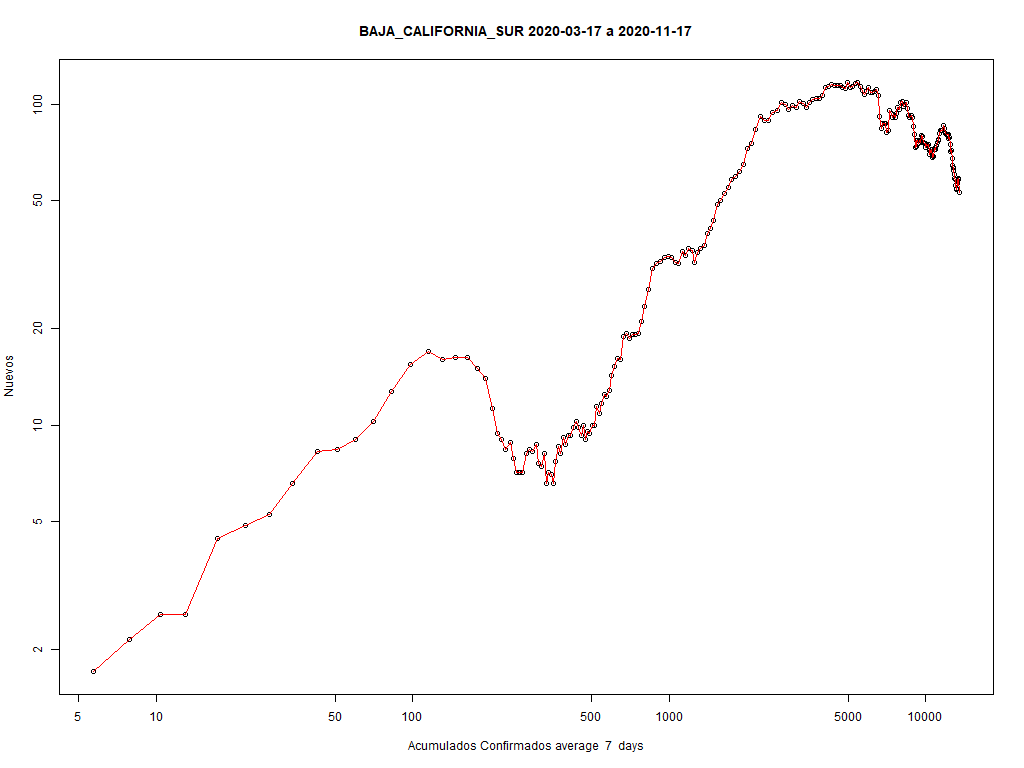 BAJA_CALIFORNIA_SUR 2020-03-17 a 2020-11-17
100
50
20
10
5
2
Nuevos
5 10 50 100 500 1000 5000 10000
Acumulados Confirmados average 7 days